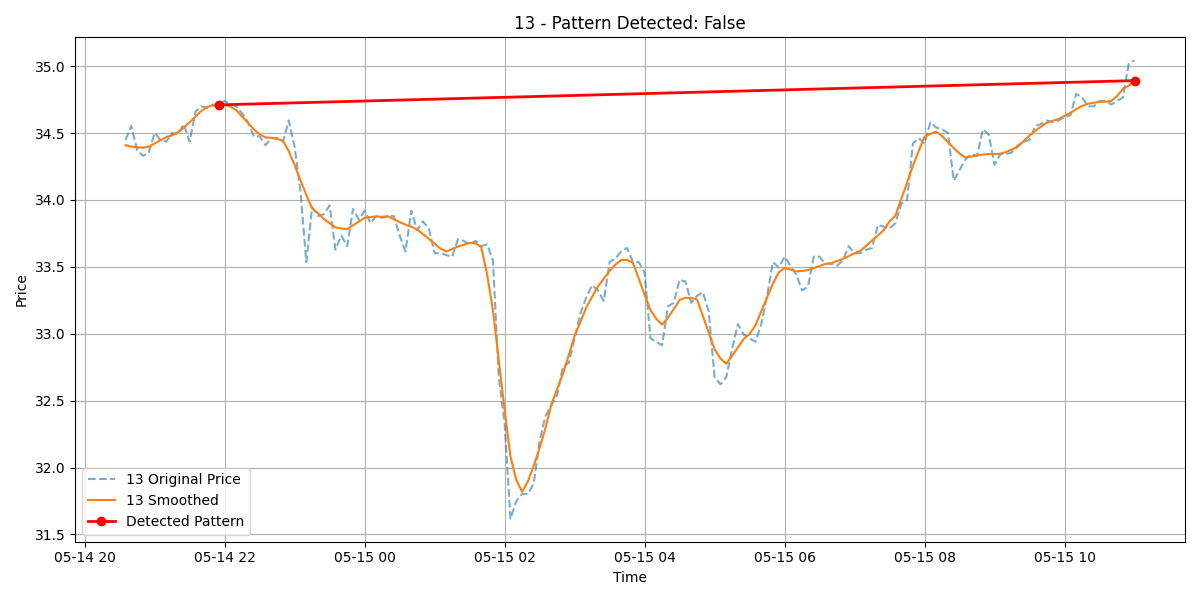 13 - Pattern Detected: False
Price
35.0
34.5
34.0
33.5
33.0
32.5
32.0
31.5
13 Original Price
13 Smoothed
Detected Pattern
05-14 20 05-14 22 05-15 00 05-15 02 05-15 04 05-15 06 05-15 08 05-15 10
Time